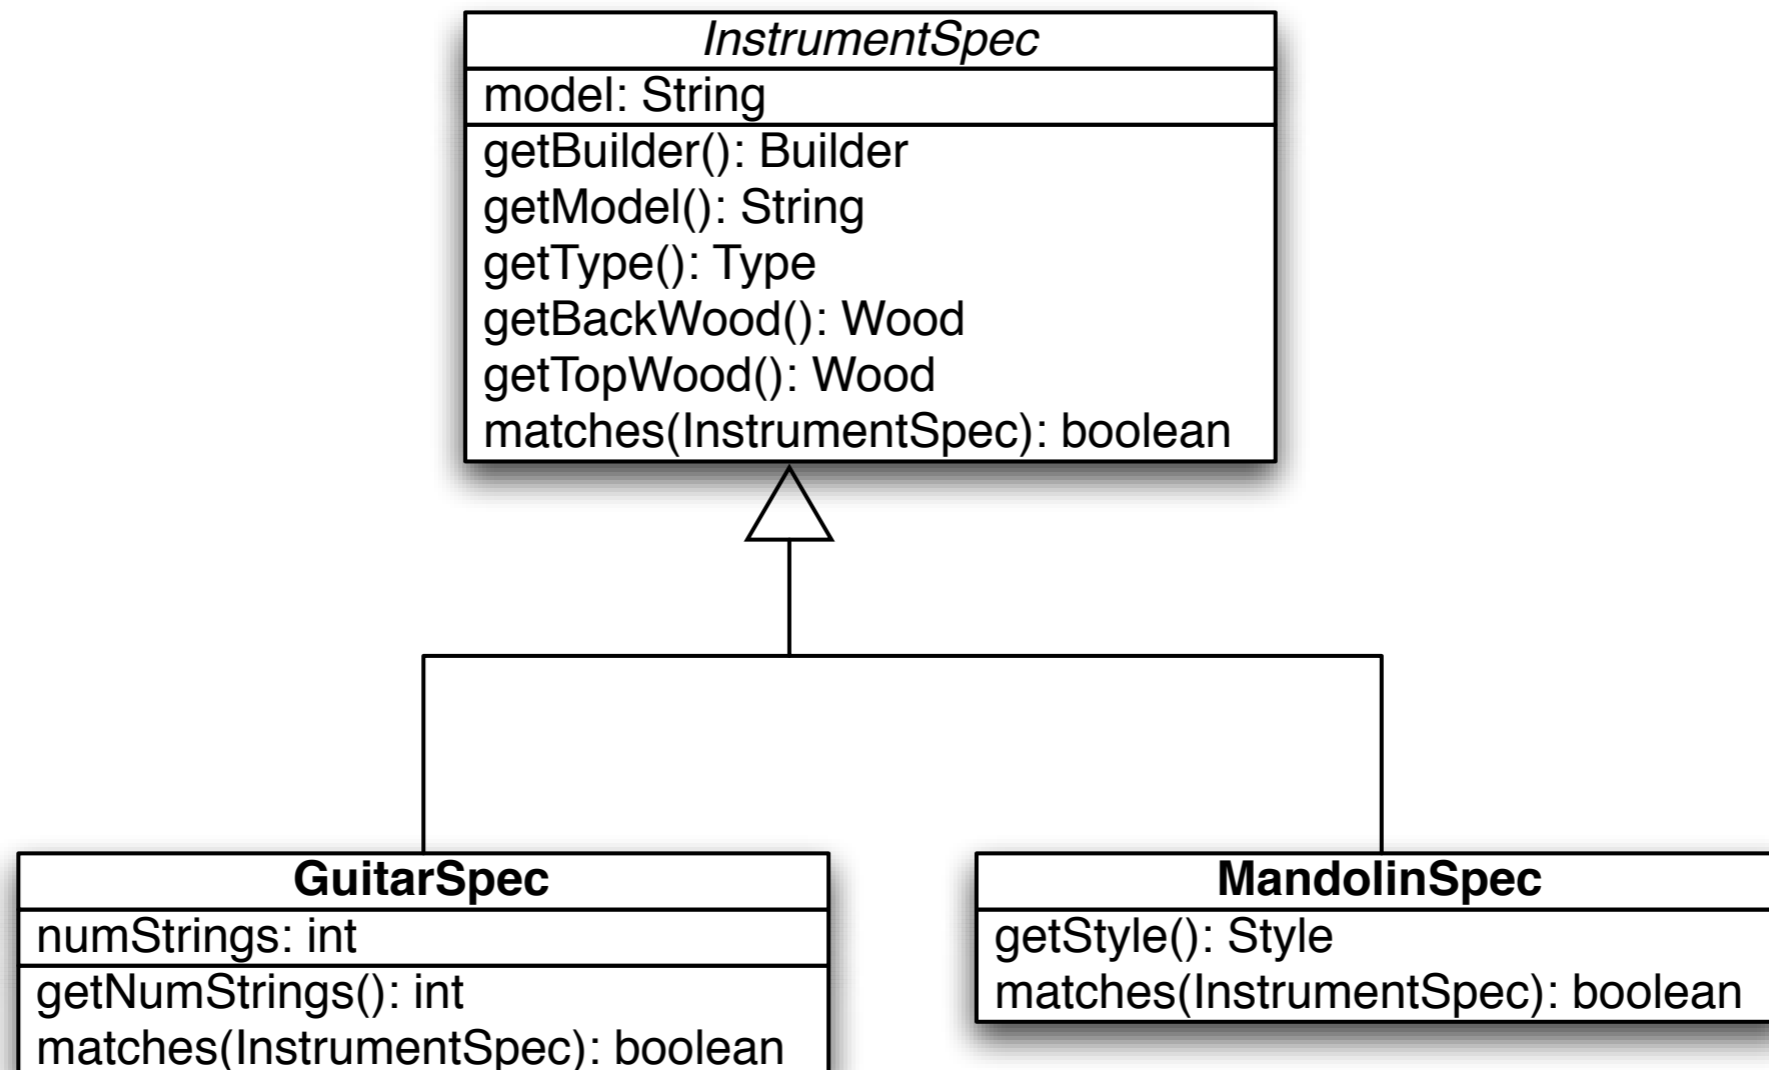 InstrumentSpec
model: String
getBuilder(): Builder
getModel(): String
getType(): Type
getBackWood(): Wood
getTopWood(): Wood
matches(InstrumentSpec): boolean
GuitarSpec
numStrings: int
getNumStrings(): int
matches(InstrumentSpec): boolean
MandolinSpec
getStyle(): Style
matches(InstrumentSpec): boolean